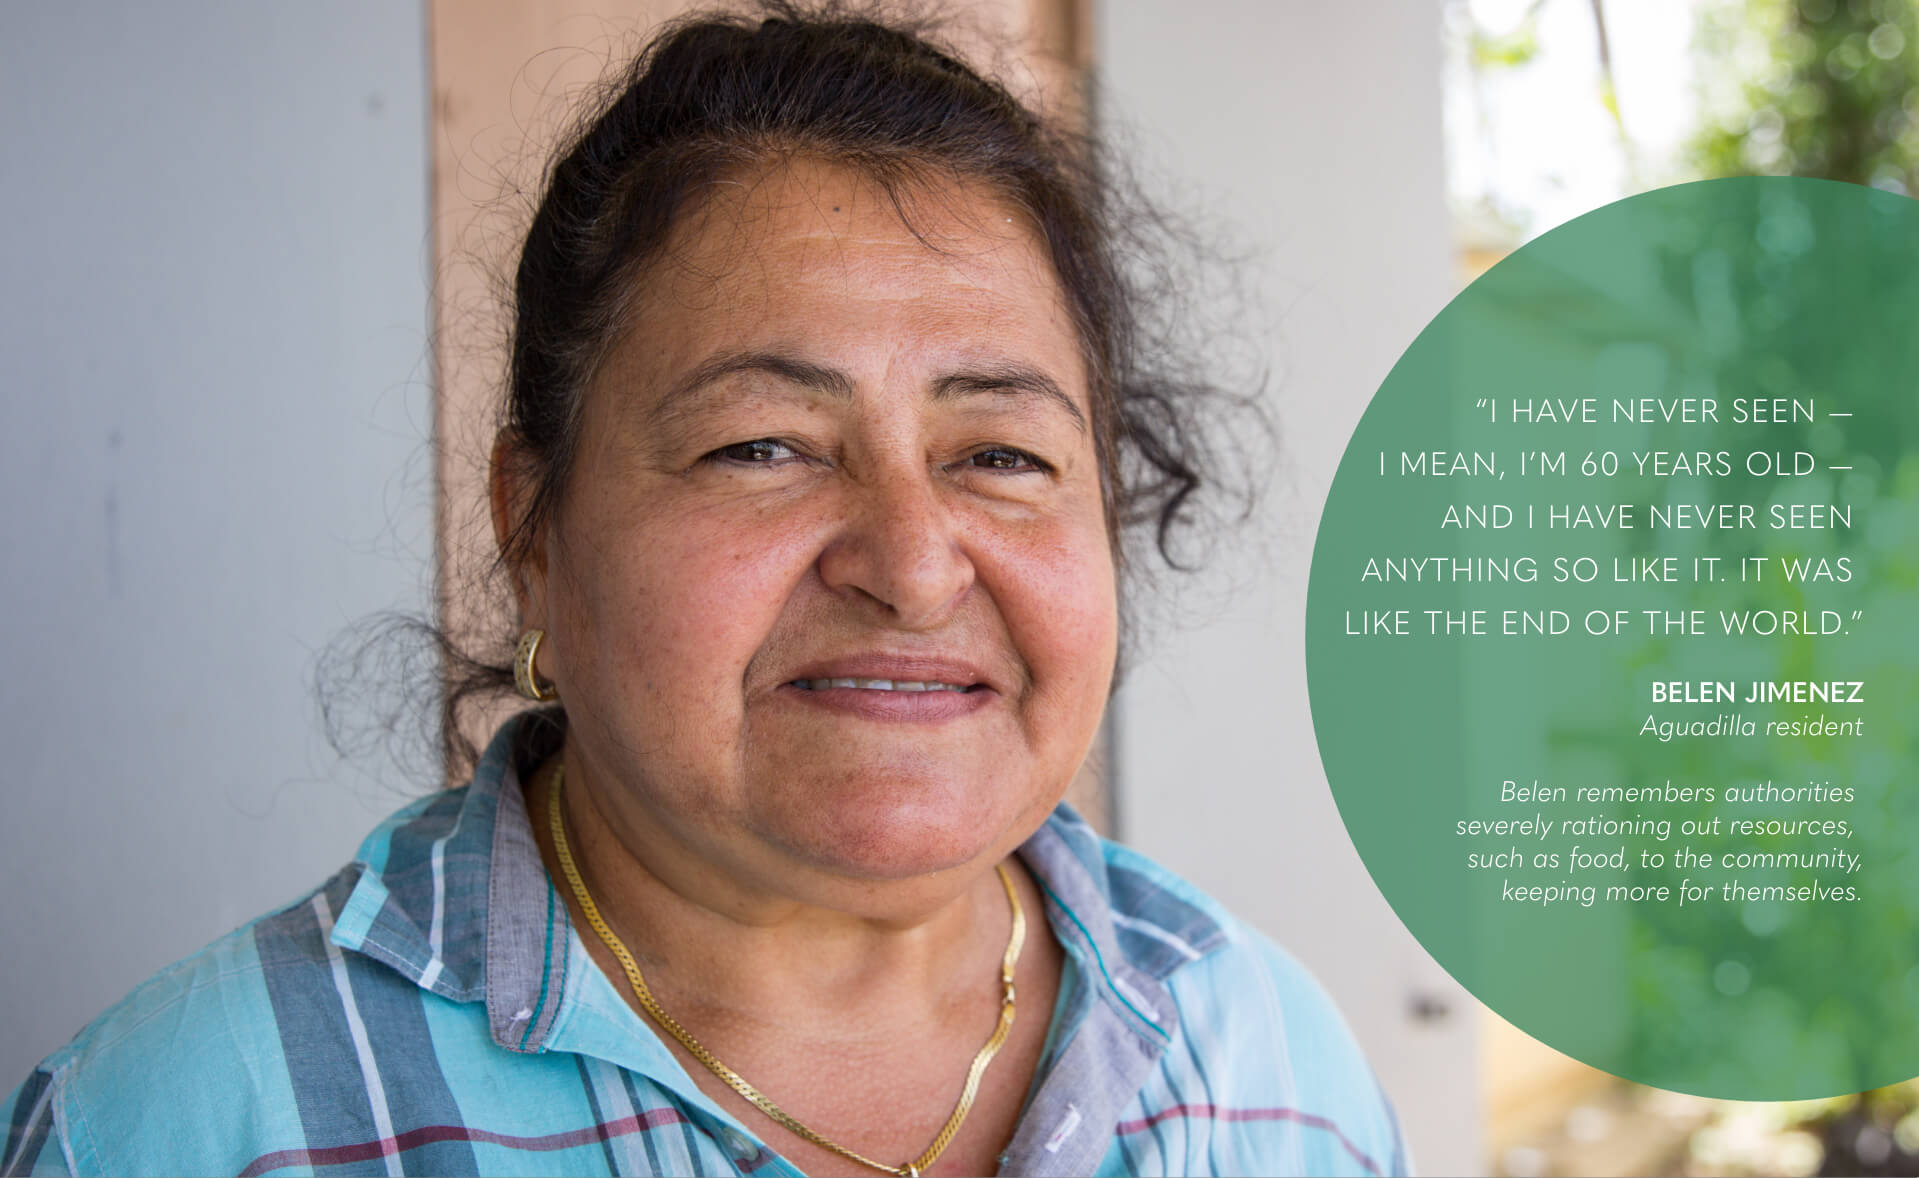 “I HAVE NEVER SEEN —
I MEAN, I’M 60 YEARS OLD —
AND I HAVE NEVER SEEN
ANYTHING SO LIKE IT. IT WAS
LIKE THE END OF THE WORLD.”
BELEN JIMENEZ
Aguadilla resident
Belen remembers authorities
severely rationing out resources,
such as food, to the community,
keeping more for themselves.